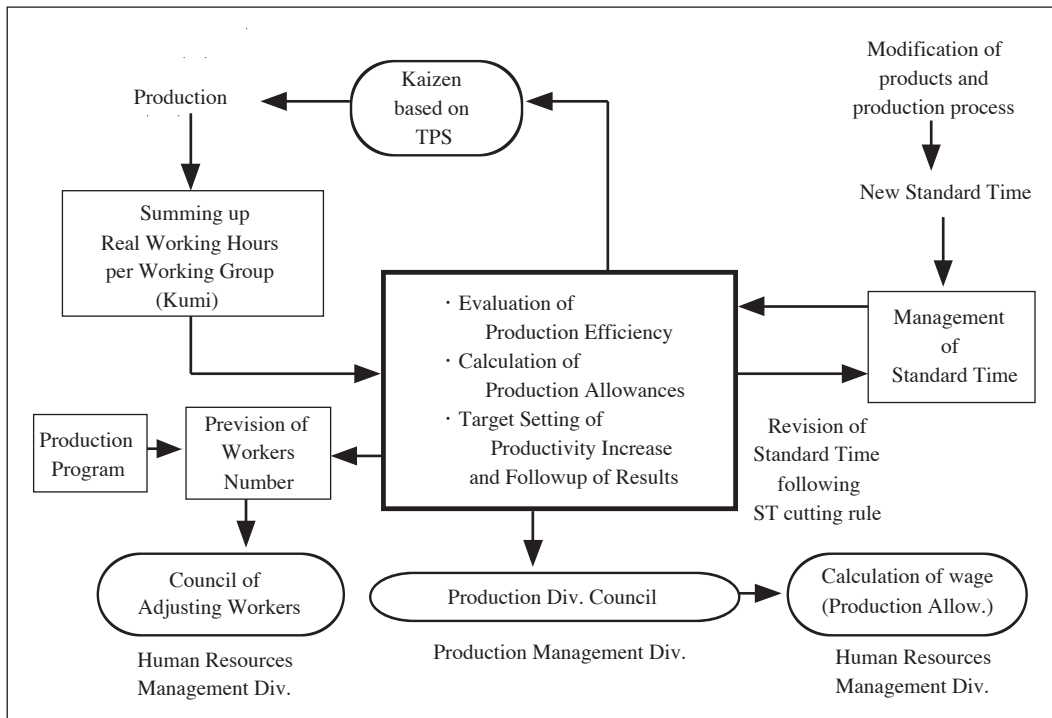 Modification of
products and
production process
Kaizen
based on
TPS
Production
New Standard Time
Summing up
Real Working Hours
per Working Group
(Kumi)
· Evaluation of
Production Efficiency
· Calculation of
Production Allowances
· Target Setting of
Productivity Increase
and Followup of Results
Management
of
Standard Time
Revision of
Standard Time
following
ST cutting rule
Production
Program
Prevision of
Workers
Number
Council of
Adjusting Workers
Human Resources
Management Div.
Production Div. Council
Production Management Div.
Calculation of wage
(Production Allow.)
Human Resources
Management Div.